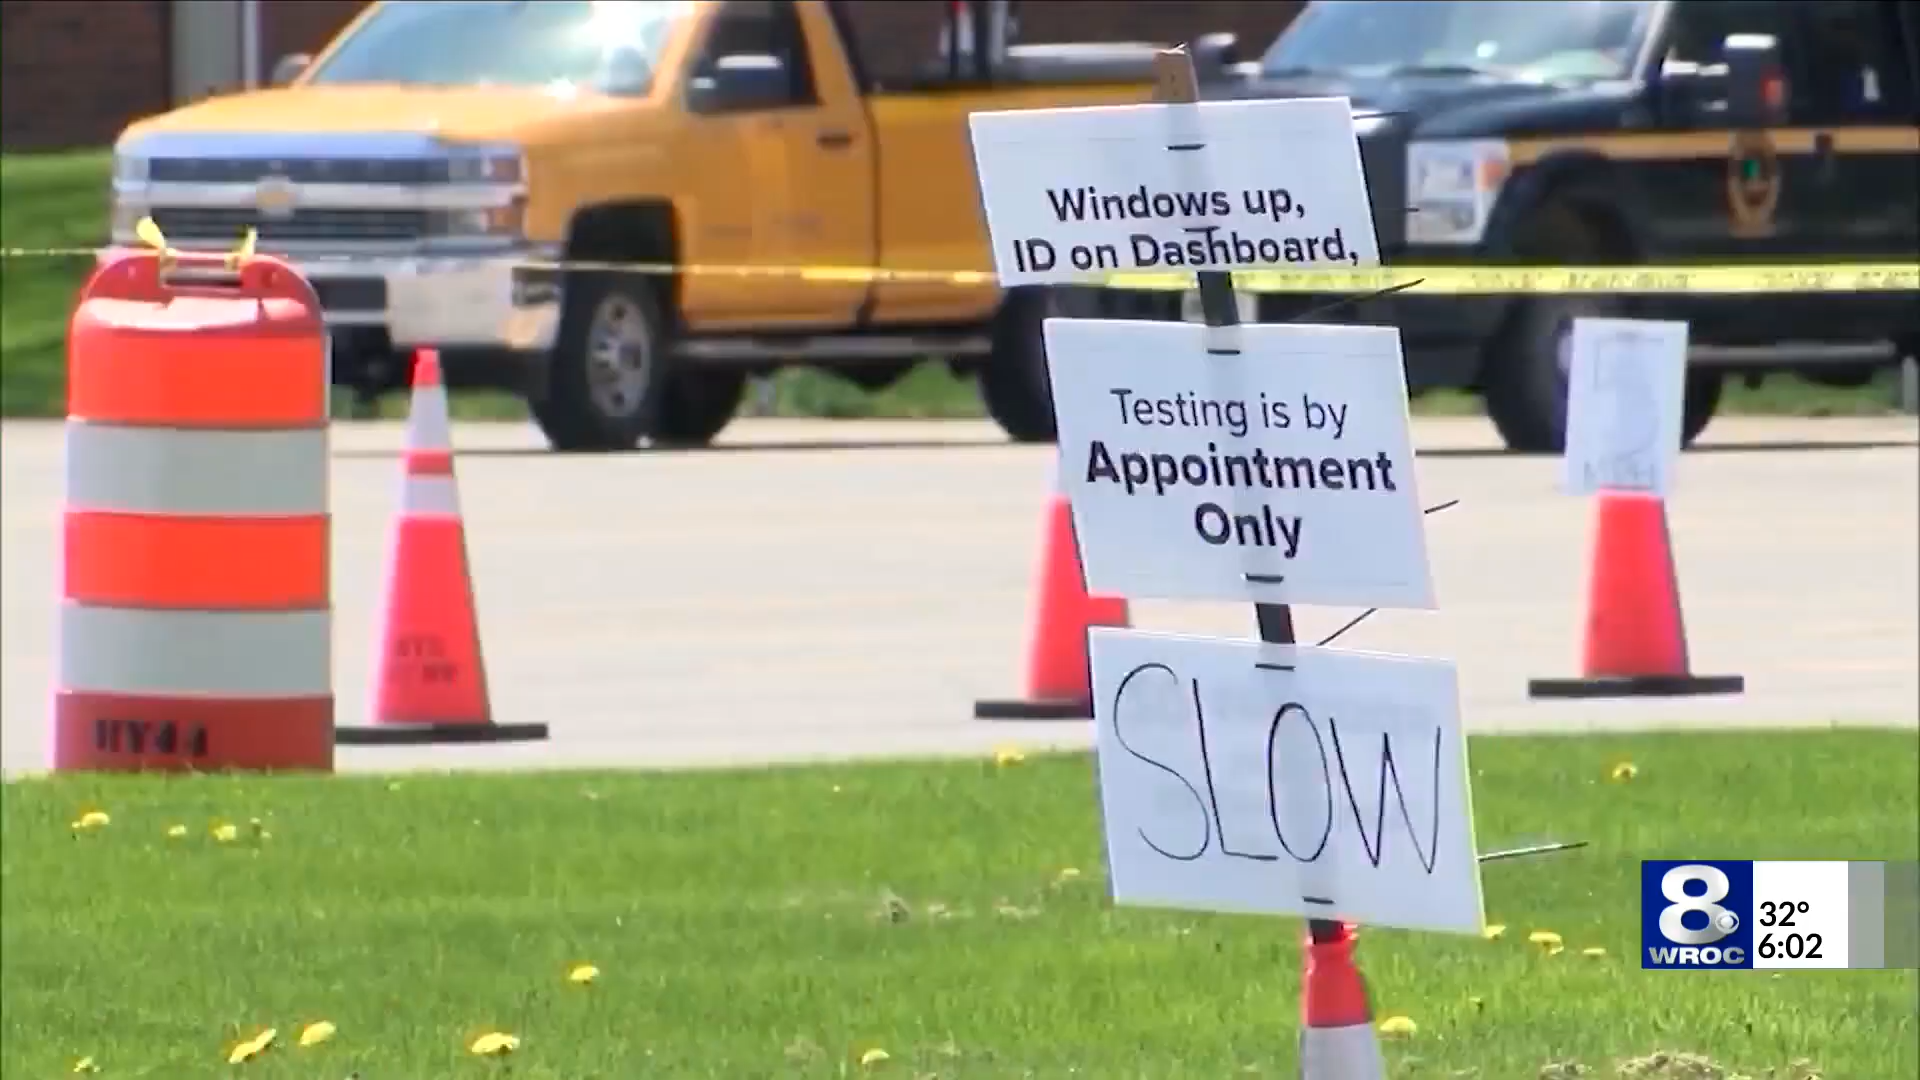 Windows up,
ID on Dashboard,
Testing is by
Appointment
Only
SLOW
8
WROC
32°
6:02